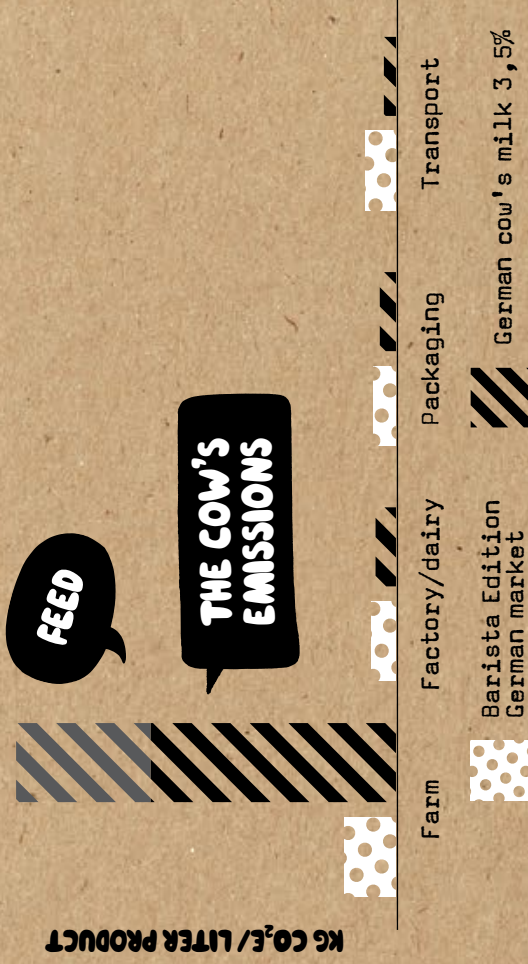 KG CO₂E/ LITER PRODUCT
FEED
THE COW'S
EMISSIONS
Farm
Factory/dairy
Packaging
Transport
Barista Edition
German market
German cow's milk 3,5%